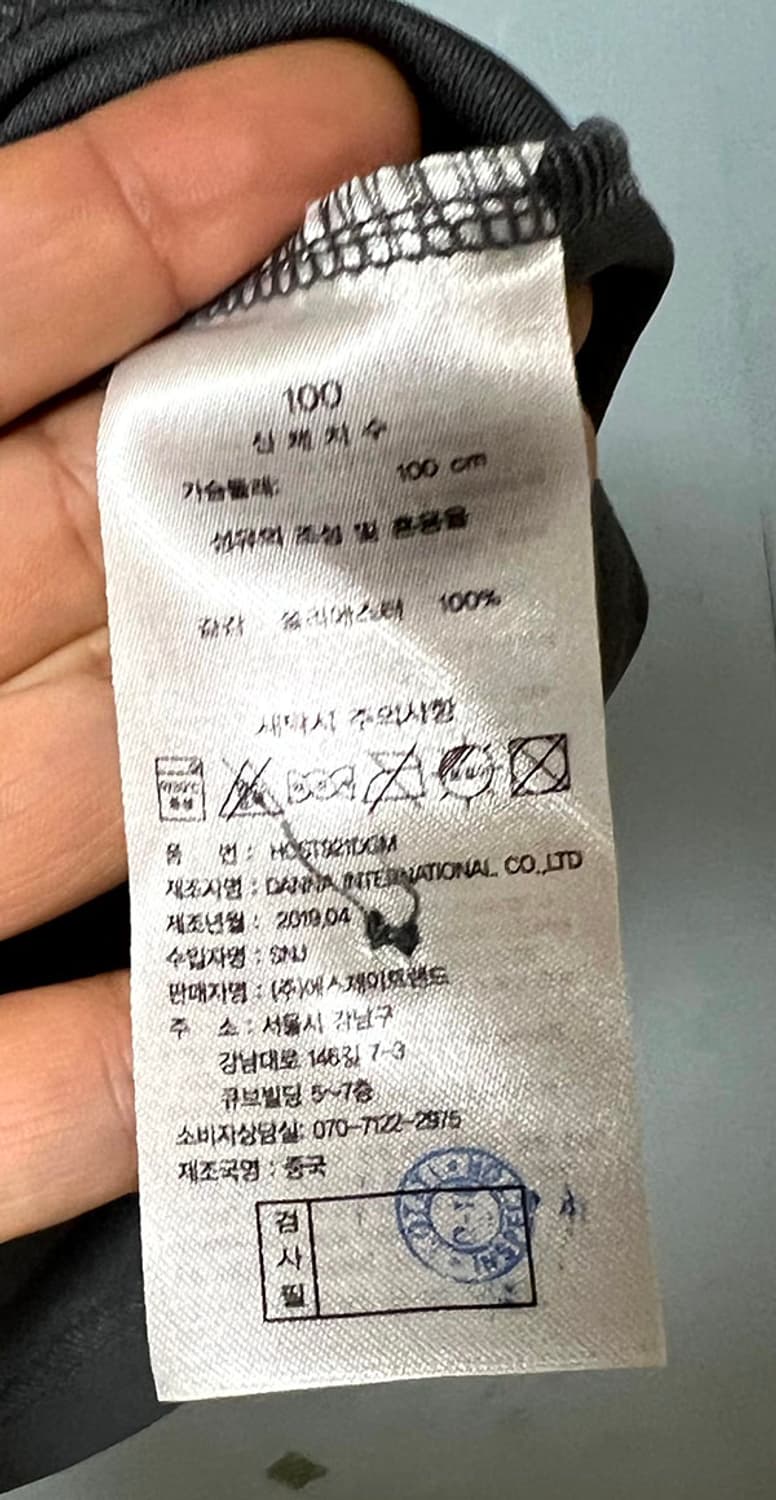 100
신체치수
가슴둘레: 100 cm
섬유의 조성 및 혼용율
겉감 폴리에스터 100%
세탁시 주의사항
품 번 :
제조자명 : DANNA INTERNATIONAL. CO.,LTD
제조년월 : 2019.04
수입자명 : SNJ
판매자명 : (주)에스제이트랜드
주 소 : 서울시 강남구
강남대로 146길 7-3
큐브빌딩 5~7층
소비자상담실: 070-7122-2975
제조국명 : 중국
검사필